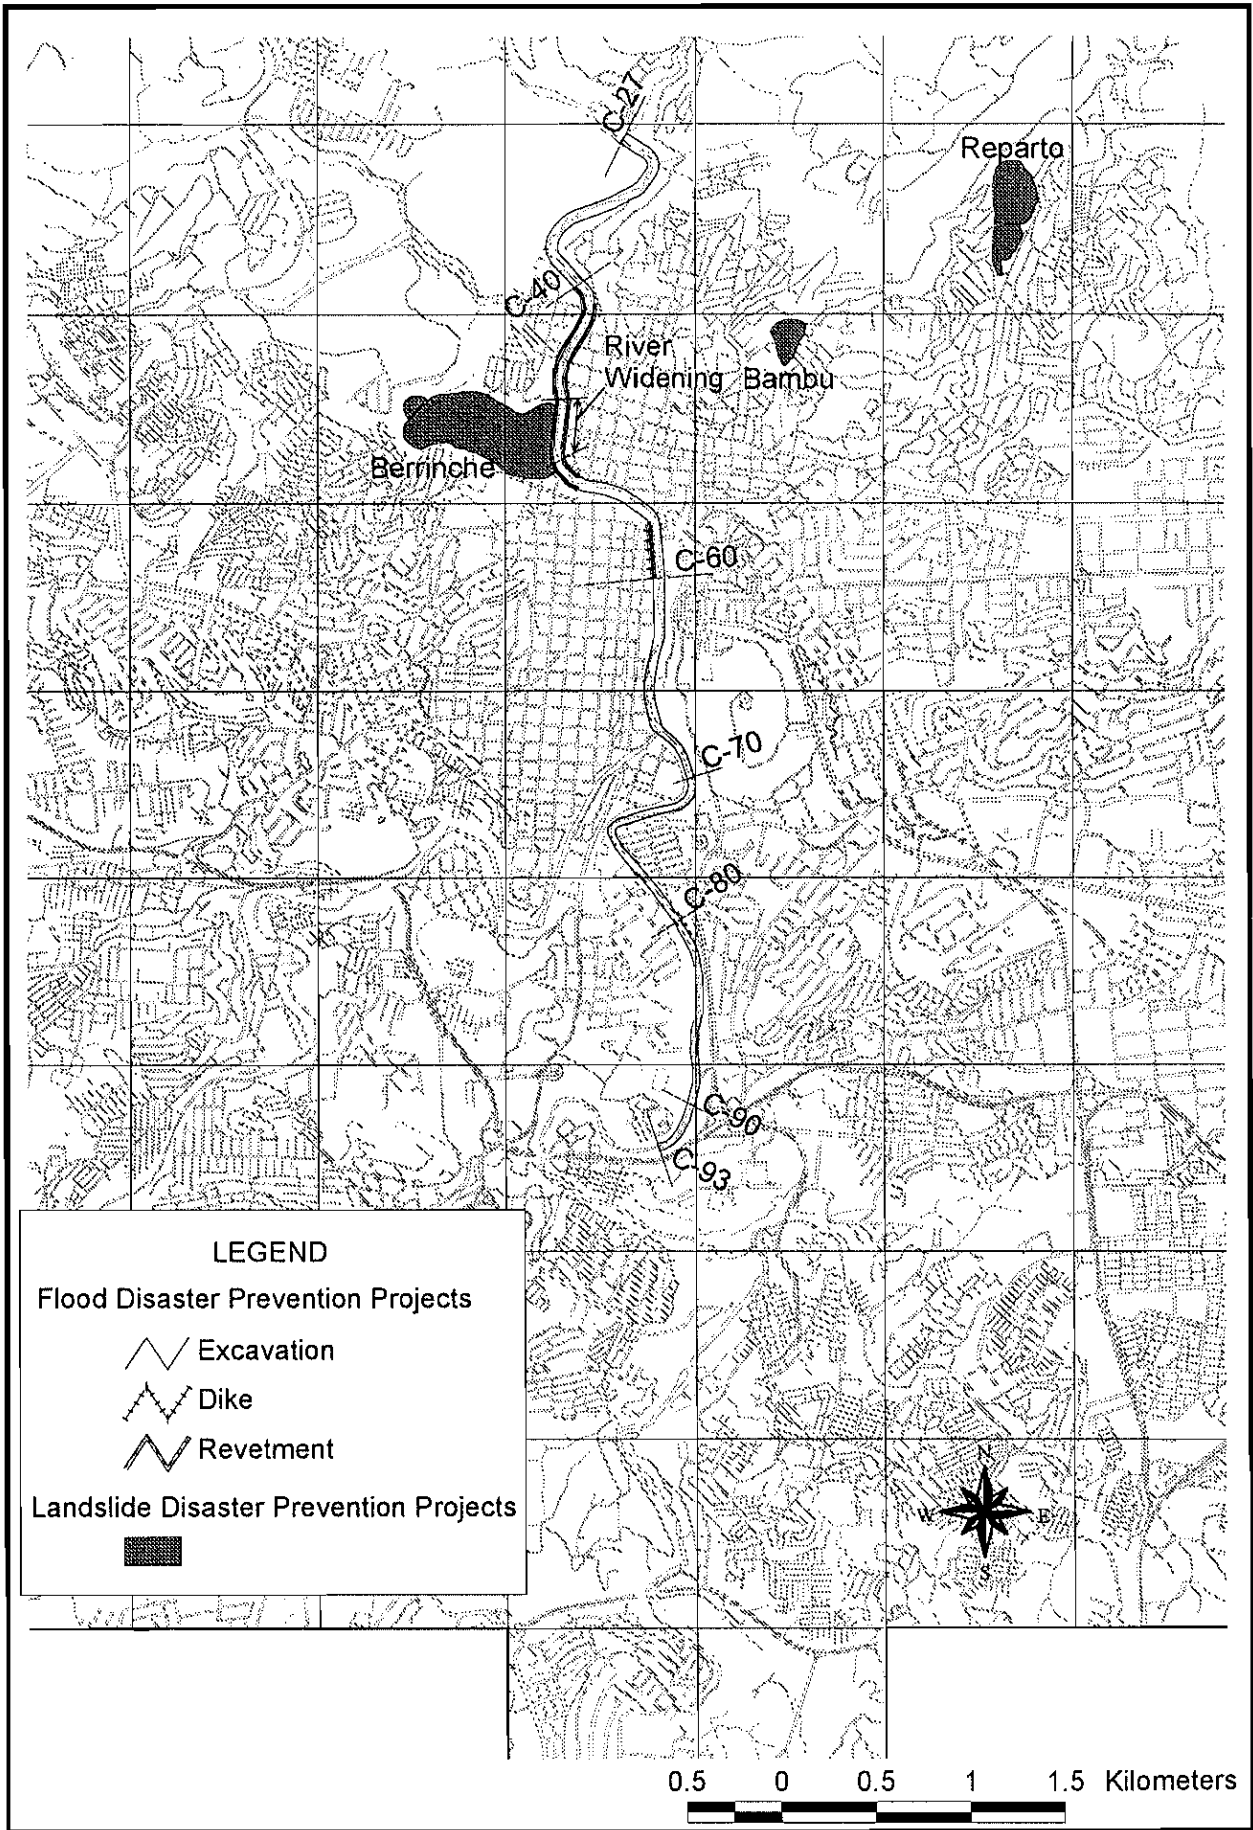 C-27
Reparto
C-40
River
Widening
Bambu
Berrinche
C-60
C-70
C-80
C-90
C-93
LEGEND
Flood Disaster Prevention Projects
Excavation
Dike
Revetment
Landslide Disaster Prevention Projects
N
W
E
S
0.5 0 0.5 1 1.5 Kilometers